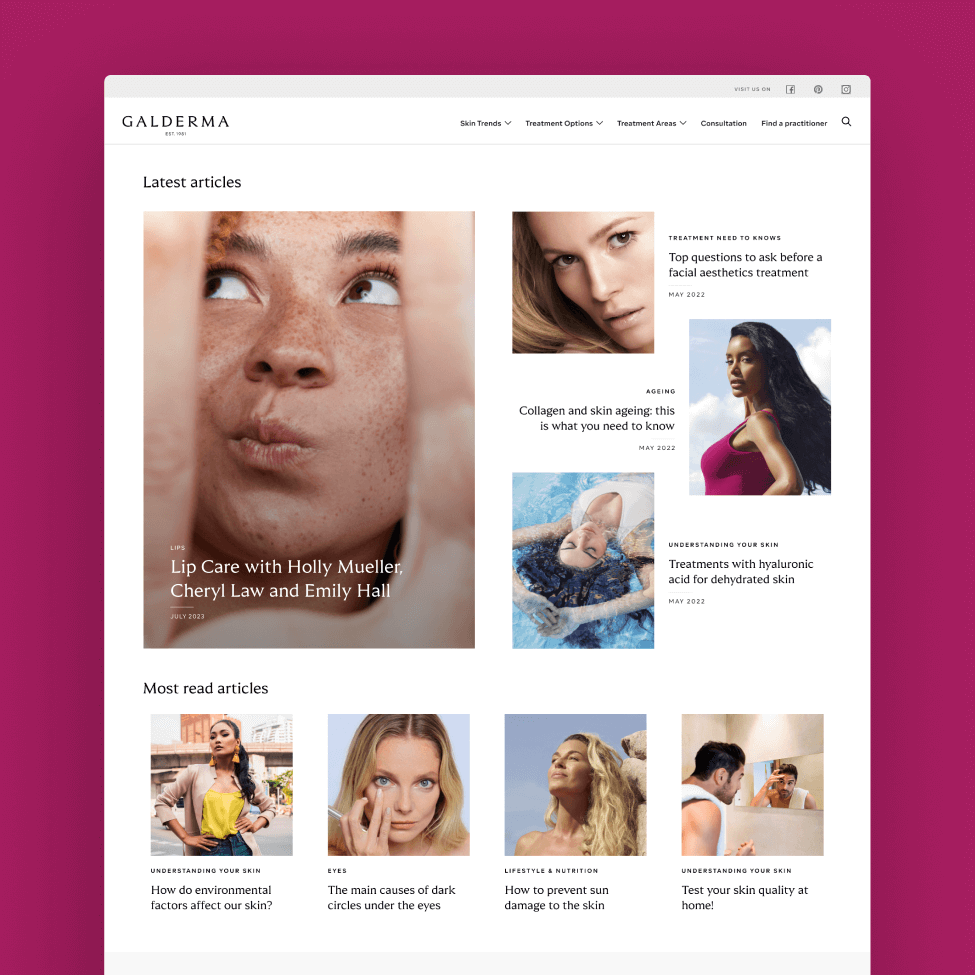 VISIT US ON
GALDERMA
EST. 1981
Skin Trends
Treatment Options
Treatment Areas
Consultation
Find a practitioner
Latest articles
LIPS
Lip Care with Holly Mueller,
Cheryl Law and Emily Hall
JULY 2023
TREATMENT NEED TO KNOWS
Top questions to ask before a
facial aesthetics treatment
MAY 2022
AGEING
Collagen and skin ageing: this
is what you need to know
MAY 2022
UNDERSTANDING YOUR SKIN
Treatments with hyaluronic
acid for dehydrated skin
MAY 2022
Most read articles
UNDERSTANDING YOUR SKIN
How do environmental
factors affect our skin?
EYES
The main causes of dark
circles under the eyes
LIFESTYLE & NUTRITION
How to prevent sun
damage to the skin
UNDERSTANDING YOUR SKIN
Test your skin quality at
home!